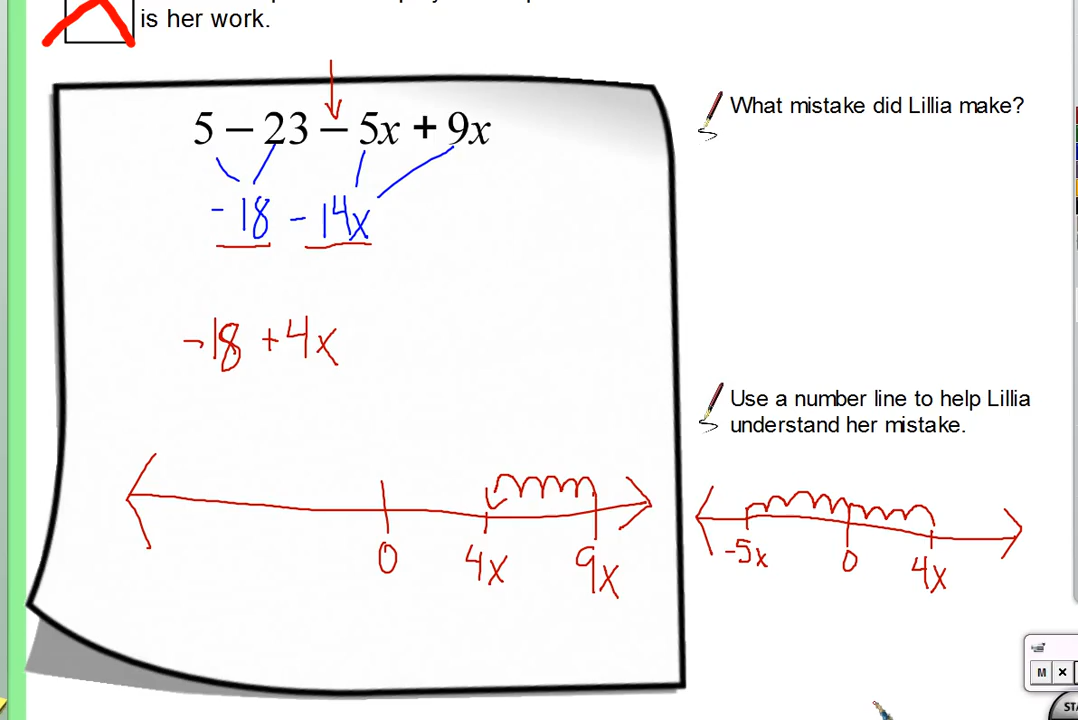 is her work.
5 – 23 – 5x + 9x
What mistake did Lillia make?
-18 - 14x
-18 + 4x
Use a number line to help Lillia
understand her mistake.
0 4x 9x
-5x 0 4x
M ×